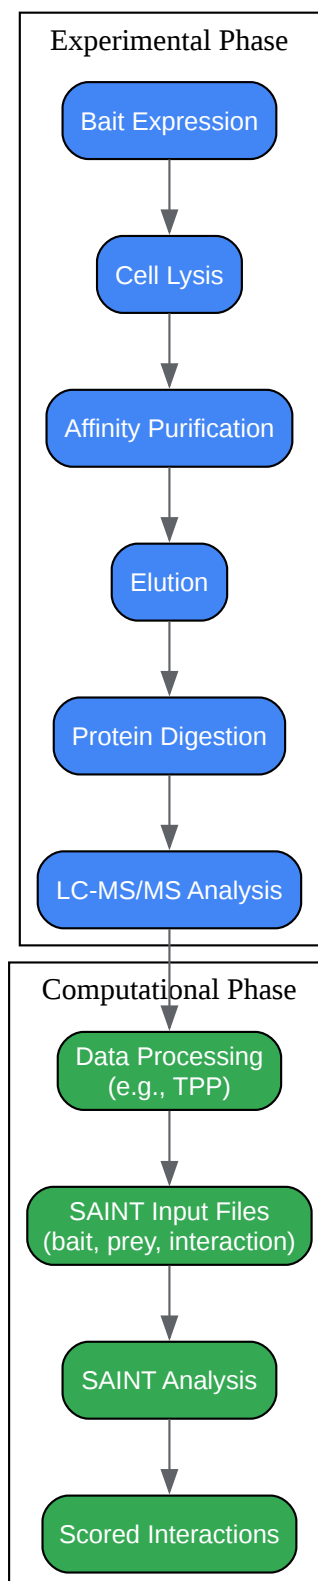 Experimental Phase
Bait Expression
Cell Lysis
Affinity Purification
Elution
Protein Digestion
LC-MS/MS Analysis
Computational Phase
Data Processing
(e.g., TPP)
SAINT Input Files
(bait, prey, interaction)
SAINT Analysis
Scored Interactions